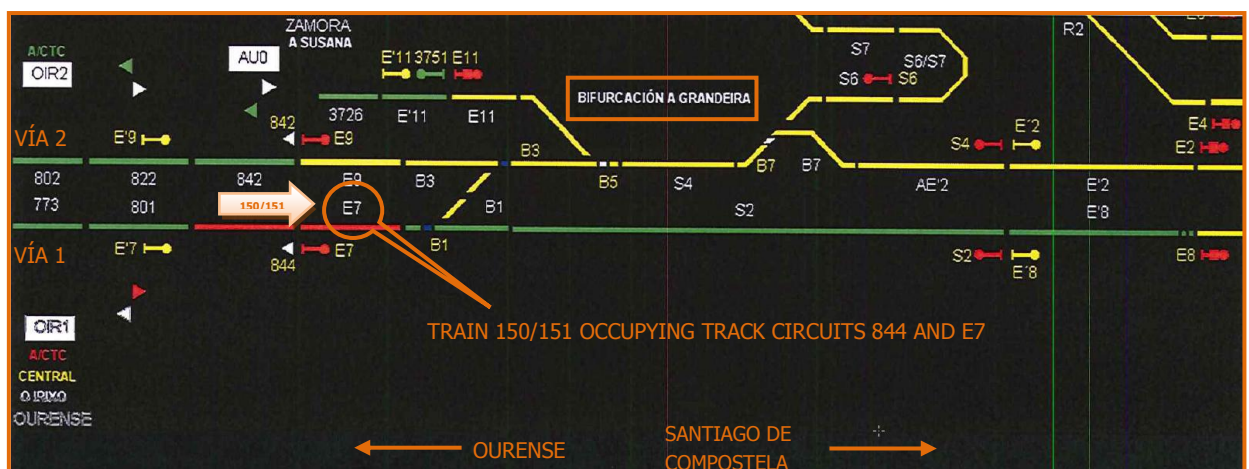 ZAMORA
A SUSANA
R2
A/CTC
OIR2
AU0
E'11 3751 E11
S7
S6/S7
S6
S6
BIFURCACIÓN A GRANDEIRA
3726
E'11
E11
842
VÍA 2
E'9
E9
B3
S4
E´2
E4
E2
B7
B7
802
822
842
E9
B3
B5
S4
AE'2
E'2
773
801
150/151
E7
B1
S2
E'8
VÍA 1
E'7
844
E7
B1
S2
E´8
E8
OIR1
A/CTC
CENTRAL
O IRIXO
OURENSE
TRAIN 150/151 OCCUPYING TRACK CIRCUITS 844 AND E7
OURENSE
SANTIAGO DE
COMPOSTELA